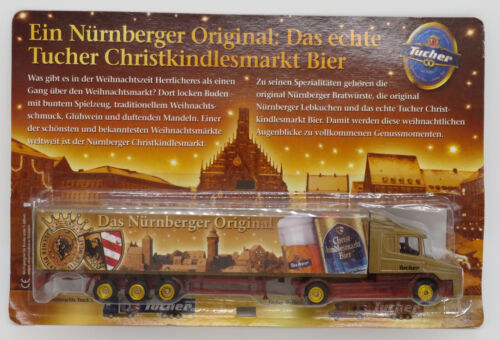 Ein Nürnberger Original: Das echte
Tucher Christkindlesmarkt Bier
Tucher
Was gibt es in der Weihnachtszeit Herrlicheres als einen
Gang über den Weihnachtsmarkt? Dort locken Buden
mit buntem Spielzeug, traditionellem Weihnachts-
schmuck, Glühwein und duftenden Mandeln. Einer
der schönsten und bekanntesten Weihnachtsmärkte
weltweit ist der Nürnberger Christkindlesmarkt.
Zu seinen Spezialitäten gehören die
original Nürnberger Bratwürste, die original
Nürnberger Lebkuchen und das echte Tucher Christ-
kindlesmarkt Bier. Damit werden diese weihnachtlichen
Augenblicke zu vollkommenen Genussmomenten.
Das Nürnberger Original
Christ
kindlesmarkt
Bier
Tucher
Tucher
Tucher